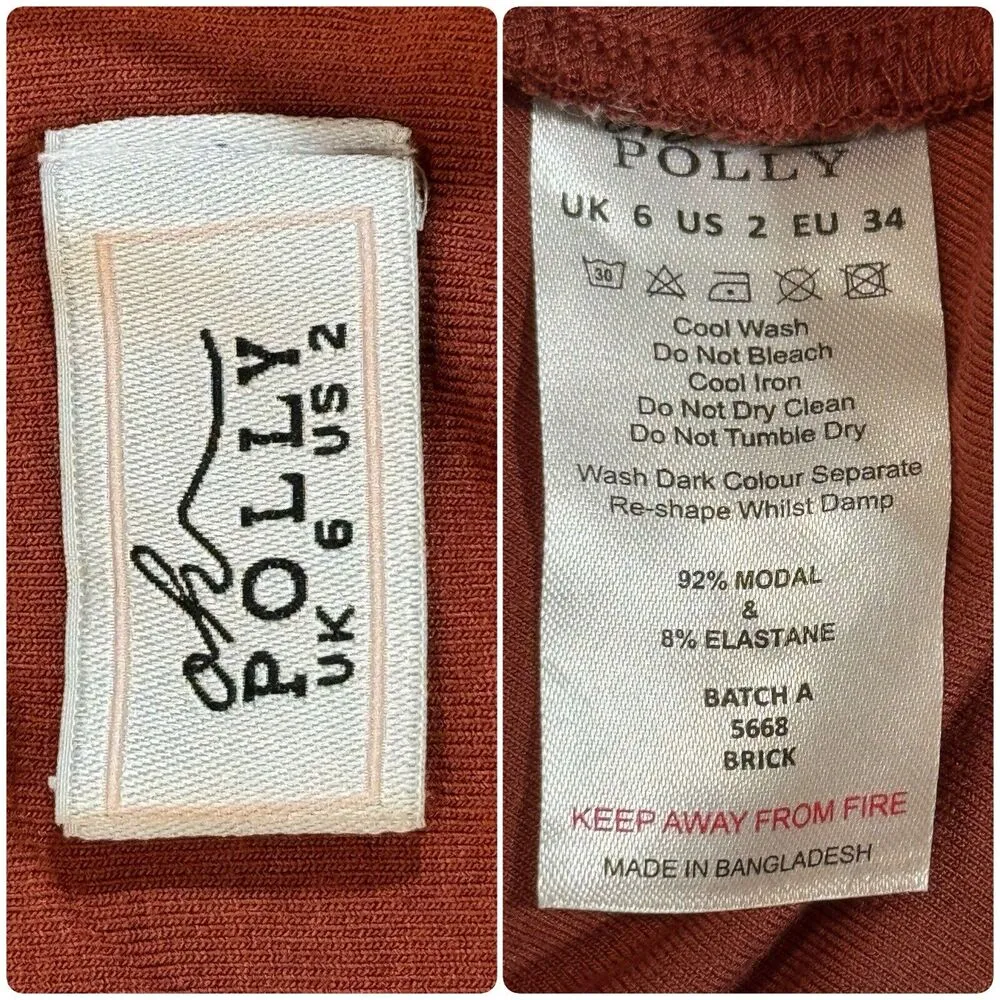 oh
POLLY
UK 6 US 2
POLLY
UK 6 US 2 EU 34
30
Cool Wash
Do Not Bleach
Cool Iron
Do Not Dry Clean
Do Not Tumble Dry
Wash Dark Colour Separate
Re-shape Whilst Damp
92% MODAL
&
8% ELASTANE
BATCH A
5668
BRICK
KEEP AWAY FROM FIRE
MADE IN BANGLADESH